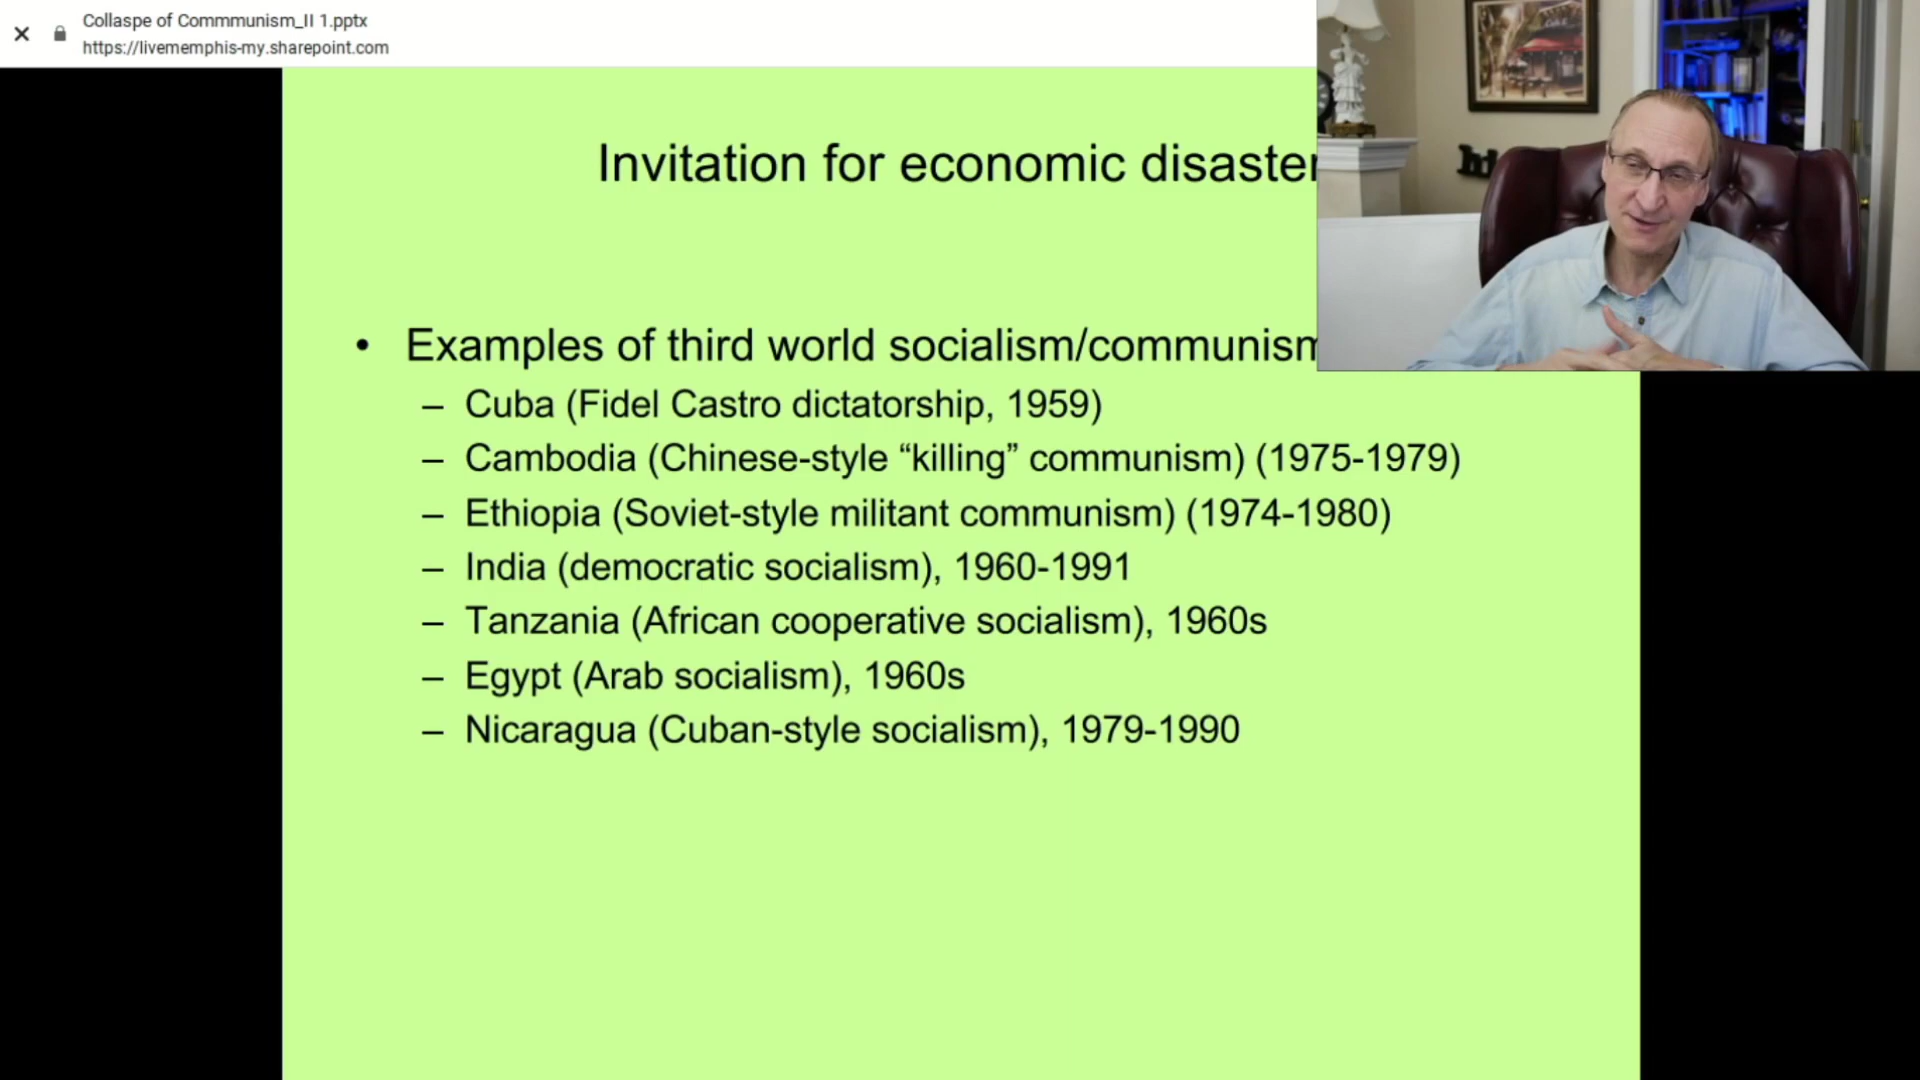 Collaspe of Commmunism_II 1.pptx
https://livememphis-my.sharepoint.com
Invitation for economic disaster
• Examples of third world socialism/communism
– Cuba (Fidel Castro dictatorship, 1959)
– Cambodia (Chinese-style “killing” communism) (1975-1979)
– Ethiopia (Soviet-style militant communism) (1974-1980)
– India (democratic socialism), 1960-1991
– Tanzania (African cooperative socialism), 1960s
– Egypt (Arab socialism), 1960s
– Nicaragua (Cuban-style socialism), 1979-1990